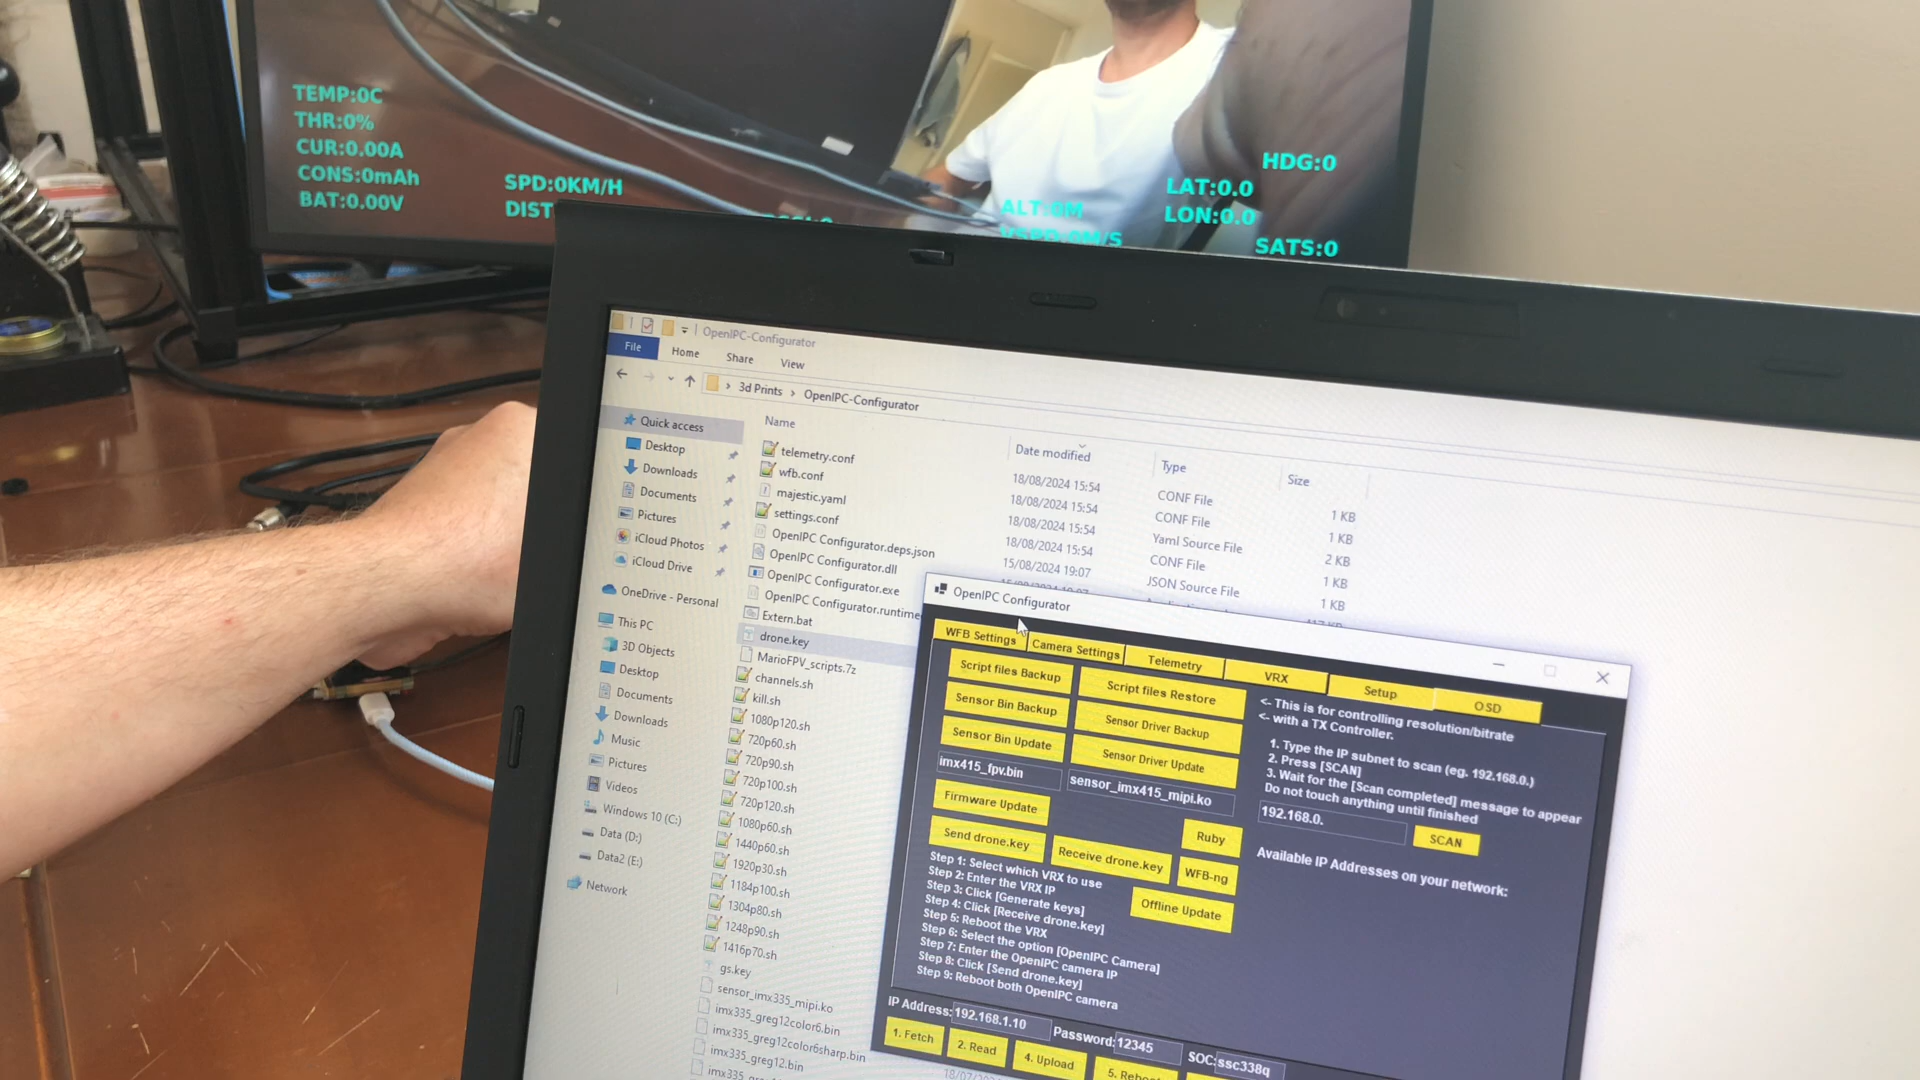 TEMP:0C
THR:0%
CUR:0.00A
CONS:0mAh
BAT:0.00V
SPD:0KM/H
DIST
ALT:0M
HDG:0
LAT:0.0
LON:0.0
SATS:0
OpenIPC-Configurator
File Home Share View
3d Prints > OpenIPC-Configurator
Quick access
Desktop
Downloads
Documents
Pictures
iCloud Photos
iCloud Drive
OneDrive - Personal
This PC
3D Objects
Desktop
Documents
Downloads
Music
Pictures
Videos
Windows 10 (C:)
Data (D:)
Data2 (E:)
Network
Name Date modified Type Size
telemetry.conf 18/08/2024 15:54 CONF File 1 KB
wfb.conf 18/08/2024 15:54 CONF File 1 KB
majestic.yaml 18/08/2024 15:54 Yaml Source File 2 KB
settings.conf 18/08/2024 15:54 CONF File 1 KB
OpenIPC Configurator.deps.json 15/08/2024 19:07 JSON Source File 1 KB
OpenIPC Configurator.dll
OpenIPC Configurator.exe
OpenIPC Configurator.runtime
Extern.bat
drone.key
MarioFPV_scripts.7z
channels.sh
kill.sh
1080p120.sh
720p60.sh
720p90.sh
720p100.sh
720p120.sh
1080p60.sh
1440p60.sh
1920p30.sh
1184p100.sh
1304p80.sh
1248p90.sh
1416p70.sh
gs.key
sensor_imx335_mipi.ko
imx335_greg12color6.bin
imx335_greg12color6sharp.bin
imx335_greg12.bin
OpenIPC Configurator
WFB Settings Camera Settings Telemetry VRX Setup OSD
Script files Backup Script files Restore
Sensor Bin Backup Sensor Driver Backup
Sensor Bin Update Sensor Driver Update
imx415_fpv.bin sensor_imx415_mipi.ko
Firmware Update Ruby
Send drone.key Receive drone.key WFB-ng
Offline Update
Step 1: Select which VRX to use
Step 2: Enter the VRX IP
Step 3: Click [Generate keys]
Step 4: Click [Receive drone.key]
Step 5: Reboot the VRX
Step 6: Select the option [OpenIPC Camera]
Step 7: Enter the OpenIPC camera IP
Step 8: Click [Send drone.key]
Step 9: Reboot both OpenIPC camera
<- This is for controlling resolution/bitrate
<- with a TX Controller.
1. Type the IP subnet to scan (eg. 192.168.0.)
2. Press [SCAN]
3. Wait for the [Scan completed] message to appear
Do not touch anything until finished
192.168.0. SCAN
Available IP Addresses on your network:
IP Address: 192.168.1.10 Password: 12345 SOC: ssc338q
1. Fetch 2. Read 4. Upload